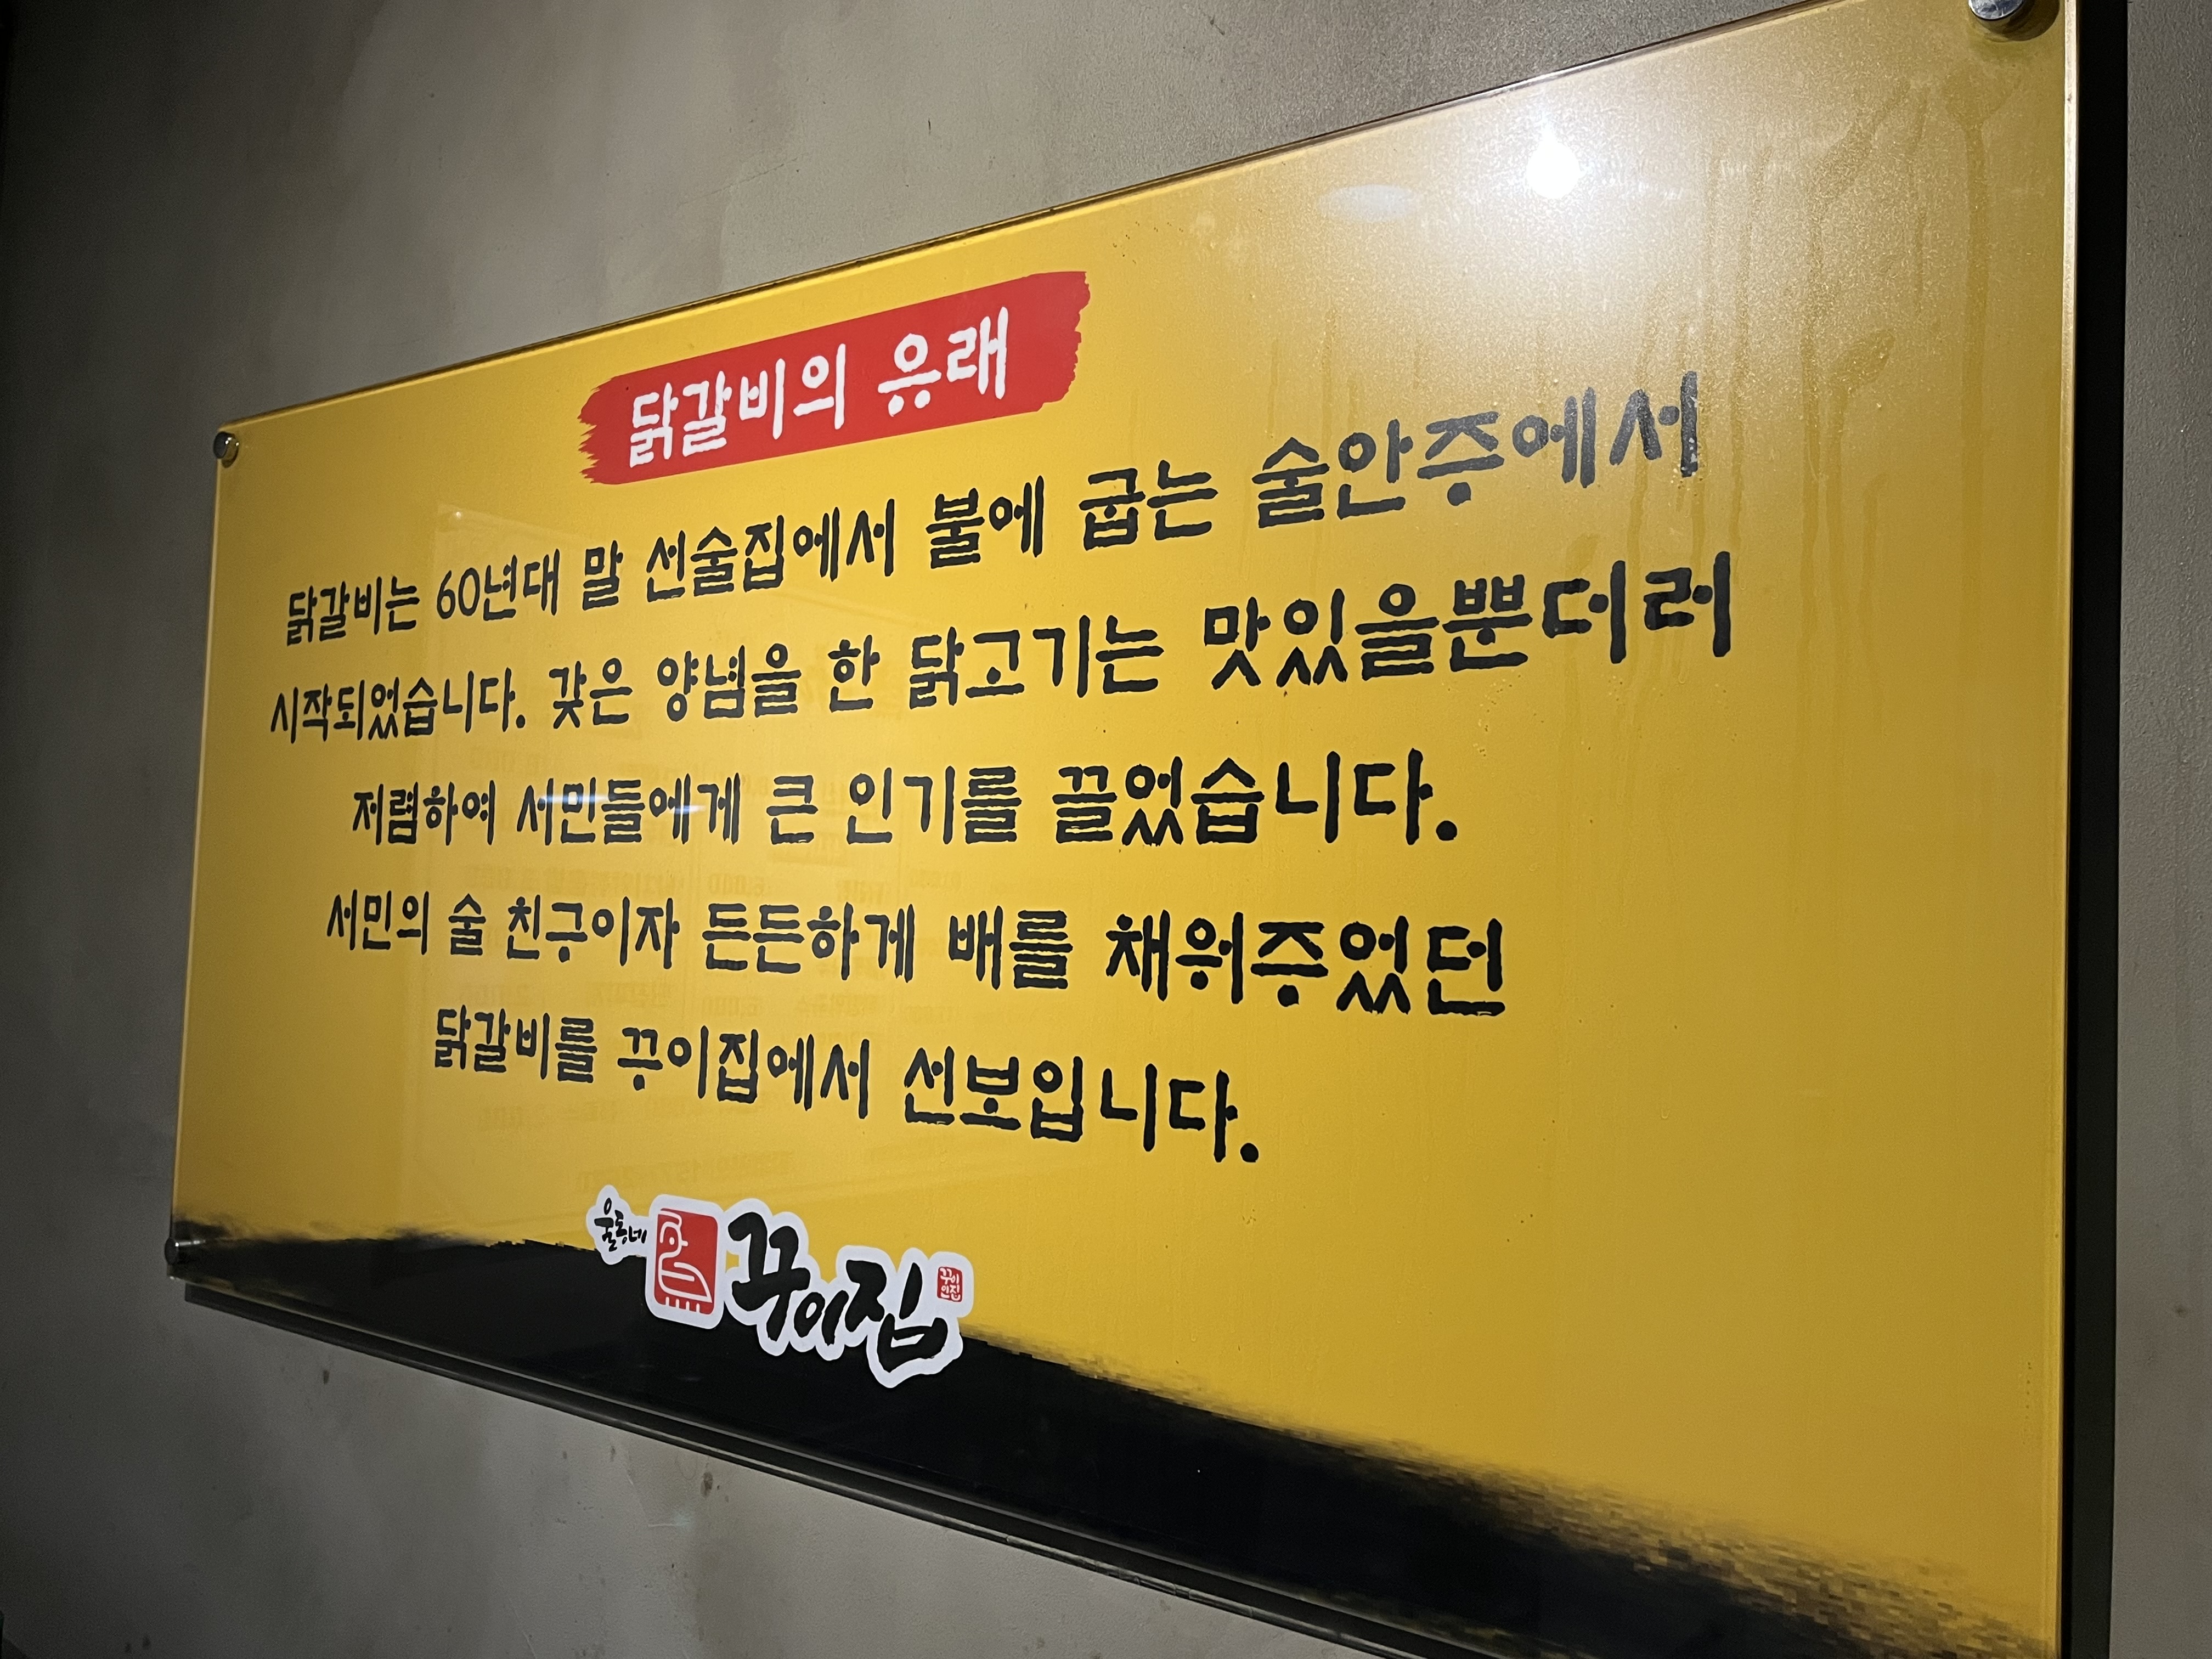 닭갈비의 유래
닭갈비는 60년대 말 선술집에서 불에 굽는 술안주에서
시작되었습니다. 갖은 양념을 한 닭고기는 맛있을뿐더러
저렴하여 서민들에게 큰 인기를 끌었습니다.
서민의 술 친구이자 든든하게 배를 채워주었던
닭갈비를 꾸이집에서 선보입니다.
울동네 꾸이집